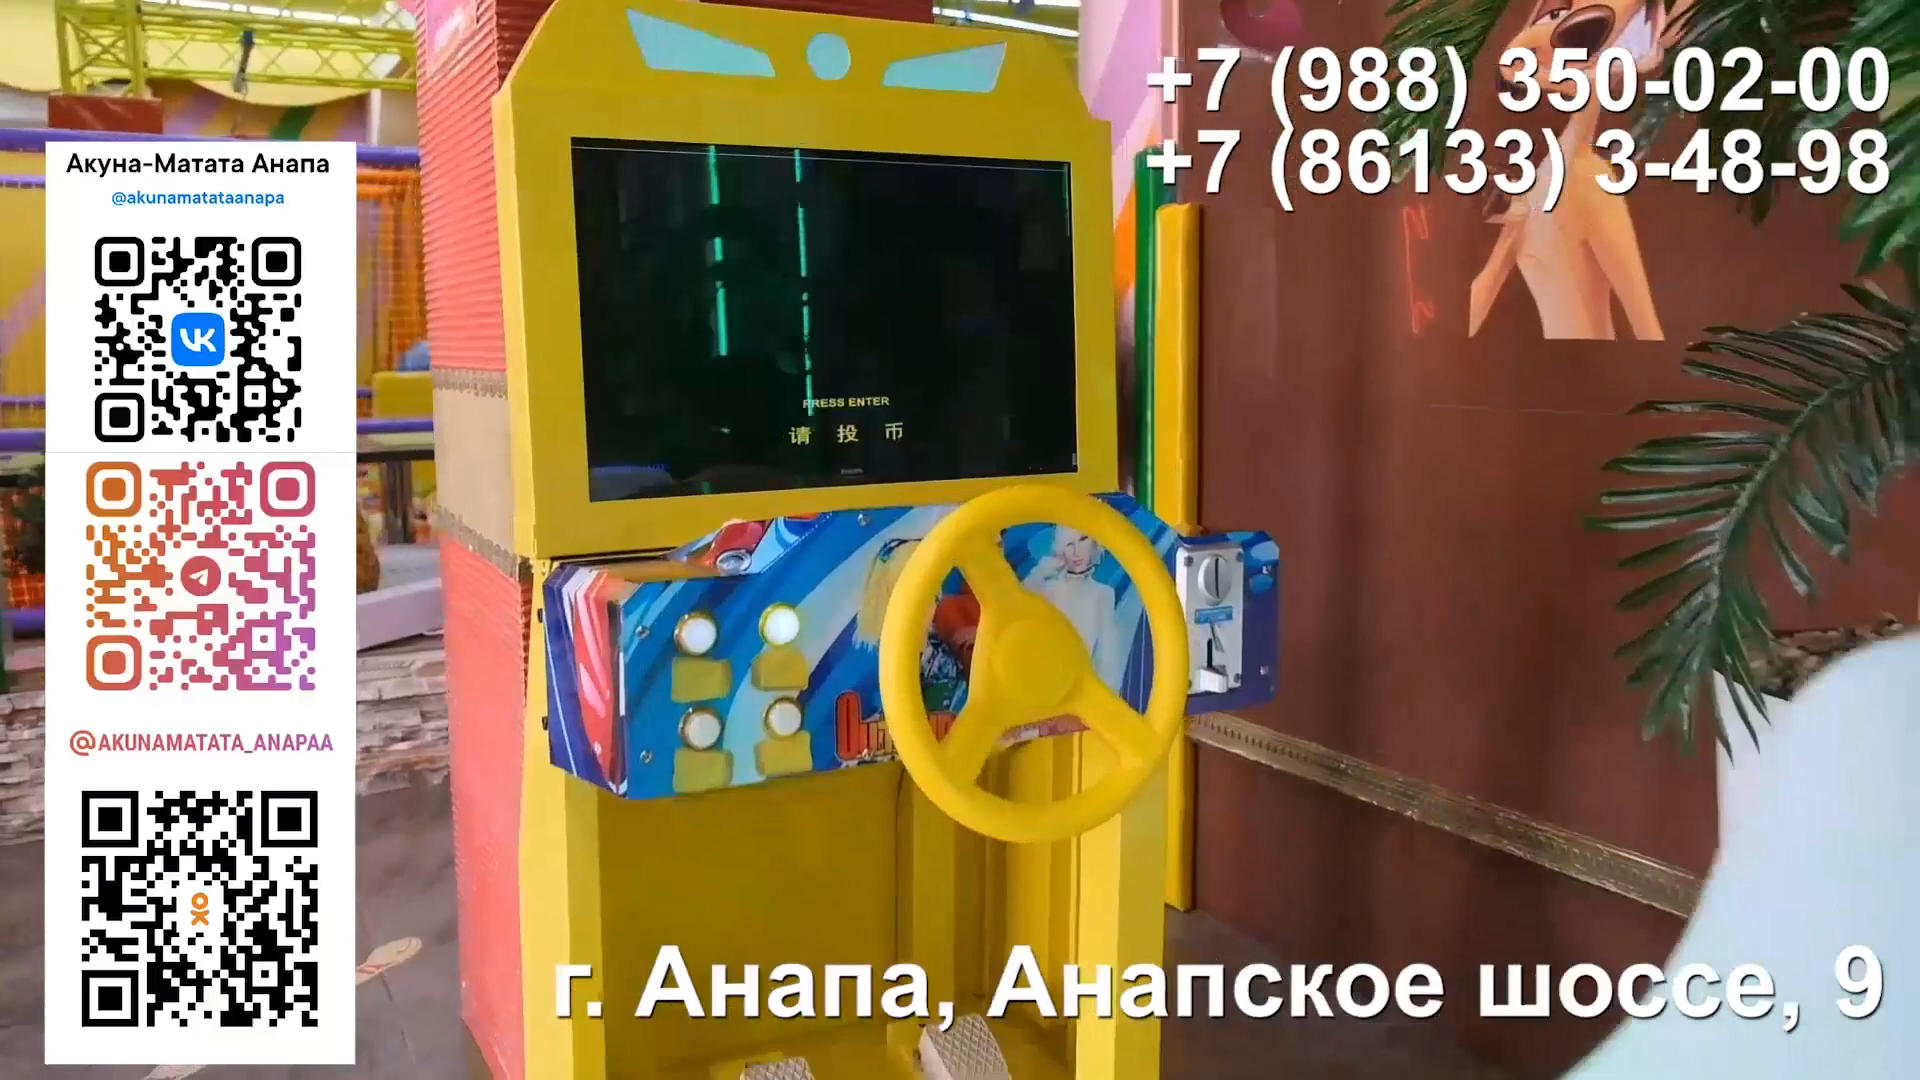 +7 (988) 350-02-00
+7 (86133) 3-48-98
Акуна-Матата Анапа
@akunamatataanapa
@AKUNAMATATA_ANAPAA
PRESS ENTER
请 投 币
г. Анапа, Анапское шоссе, 9